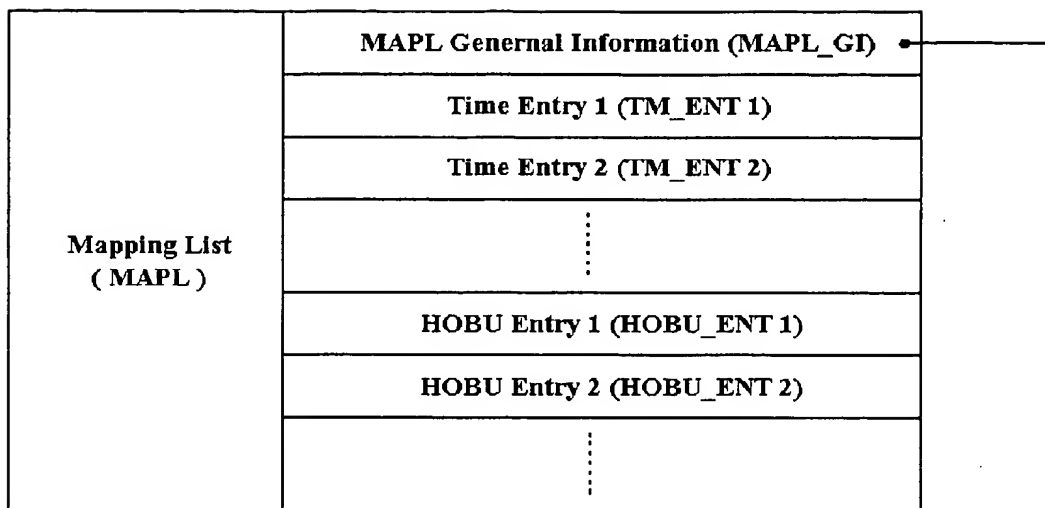 MAPL Genernal Information (MAPL_GI)
Time Entry 1 (TM_ENT 1)
Time Entry 2 (TM_ENT 2)
Mapping List
( MAPL )
HOBU Entry 1 (HOBU_ENT 1)
HOBU Entry 2 (HOBU_ENT 2)